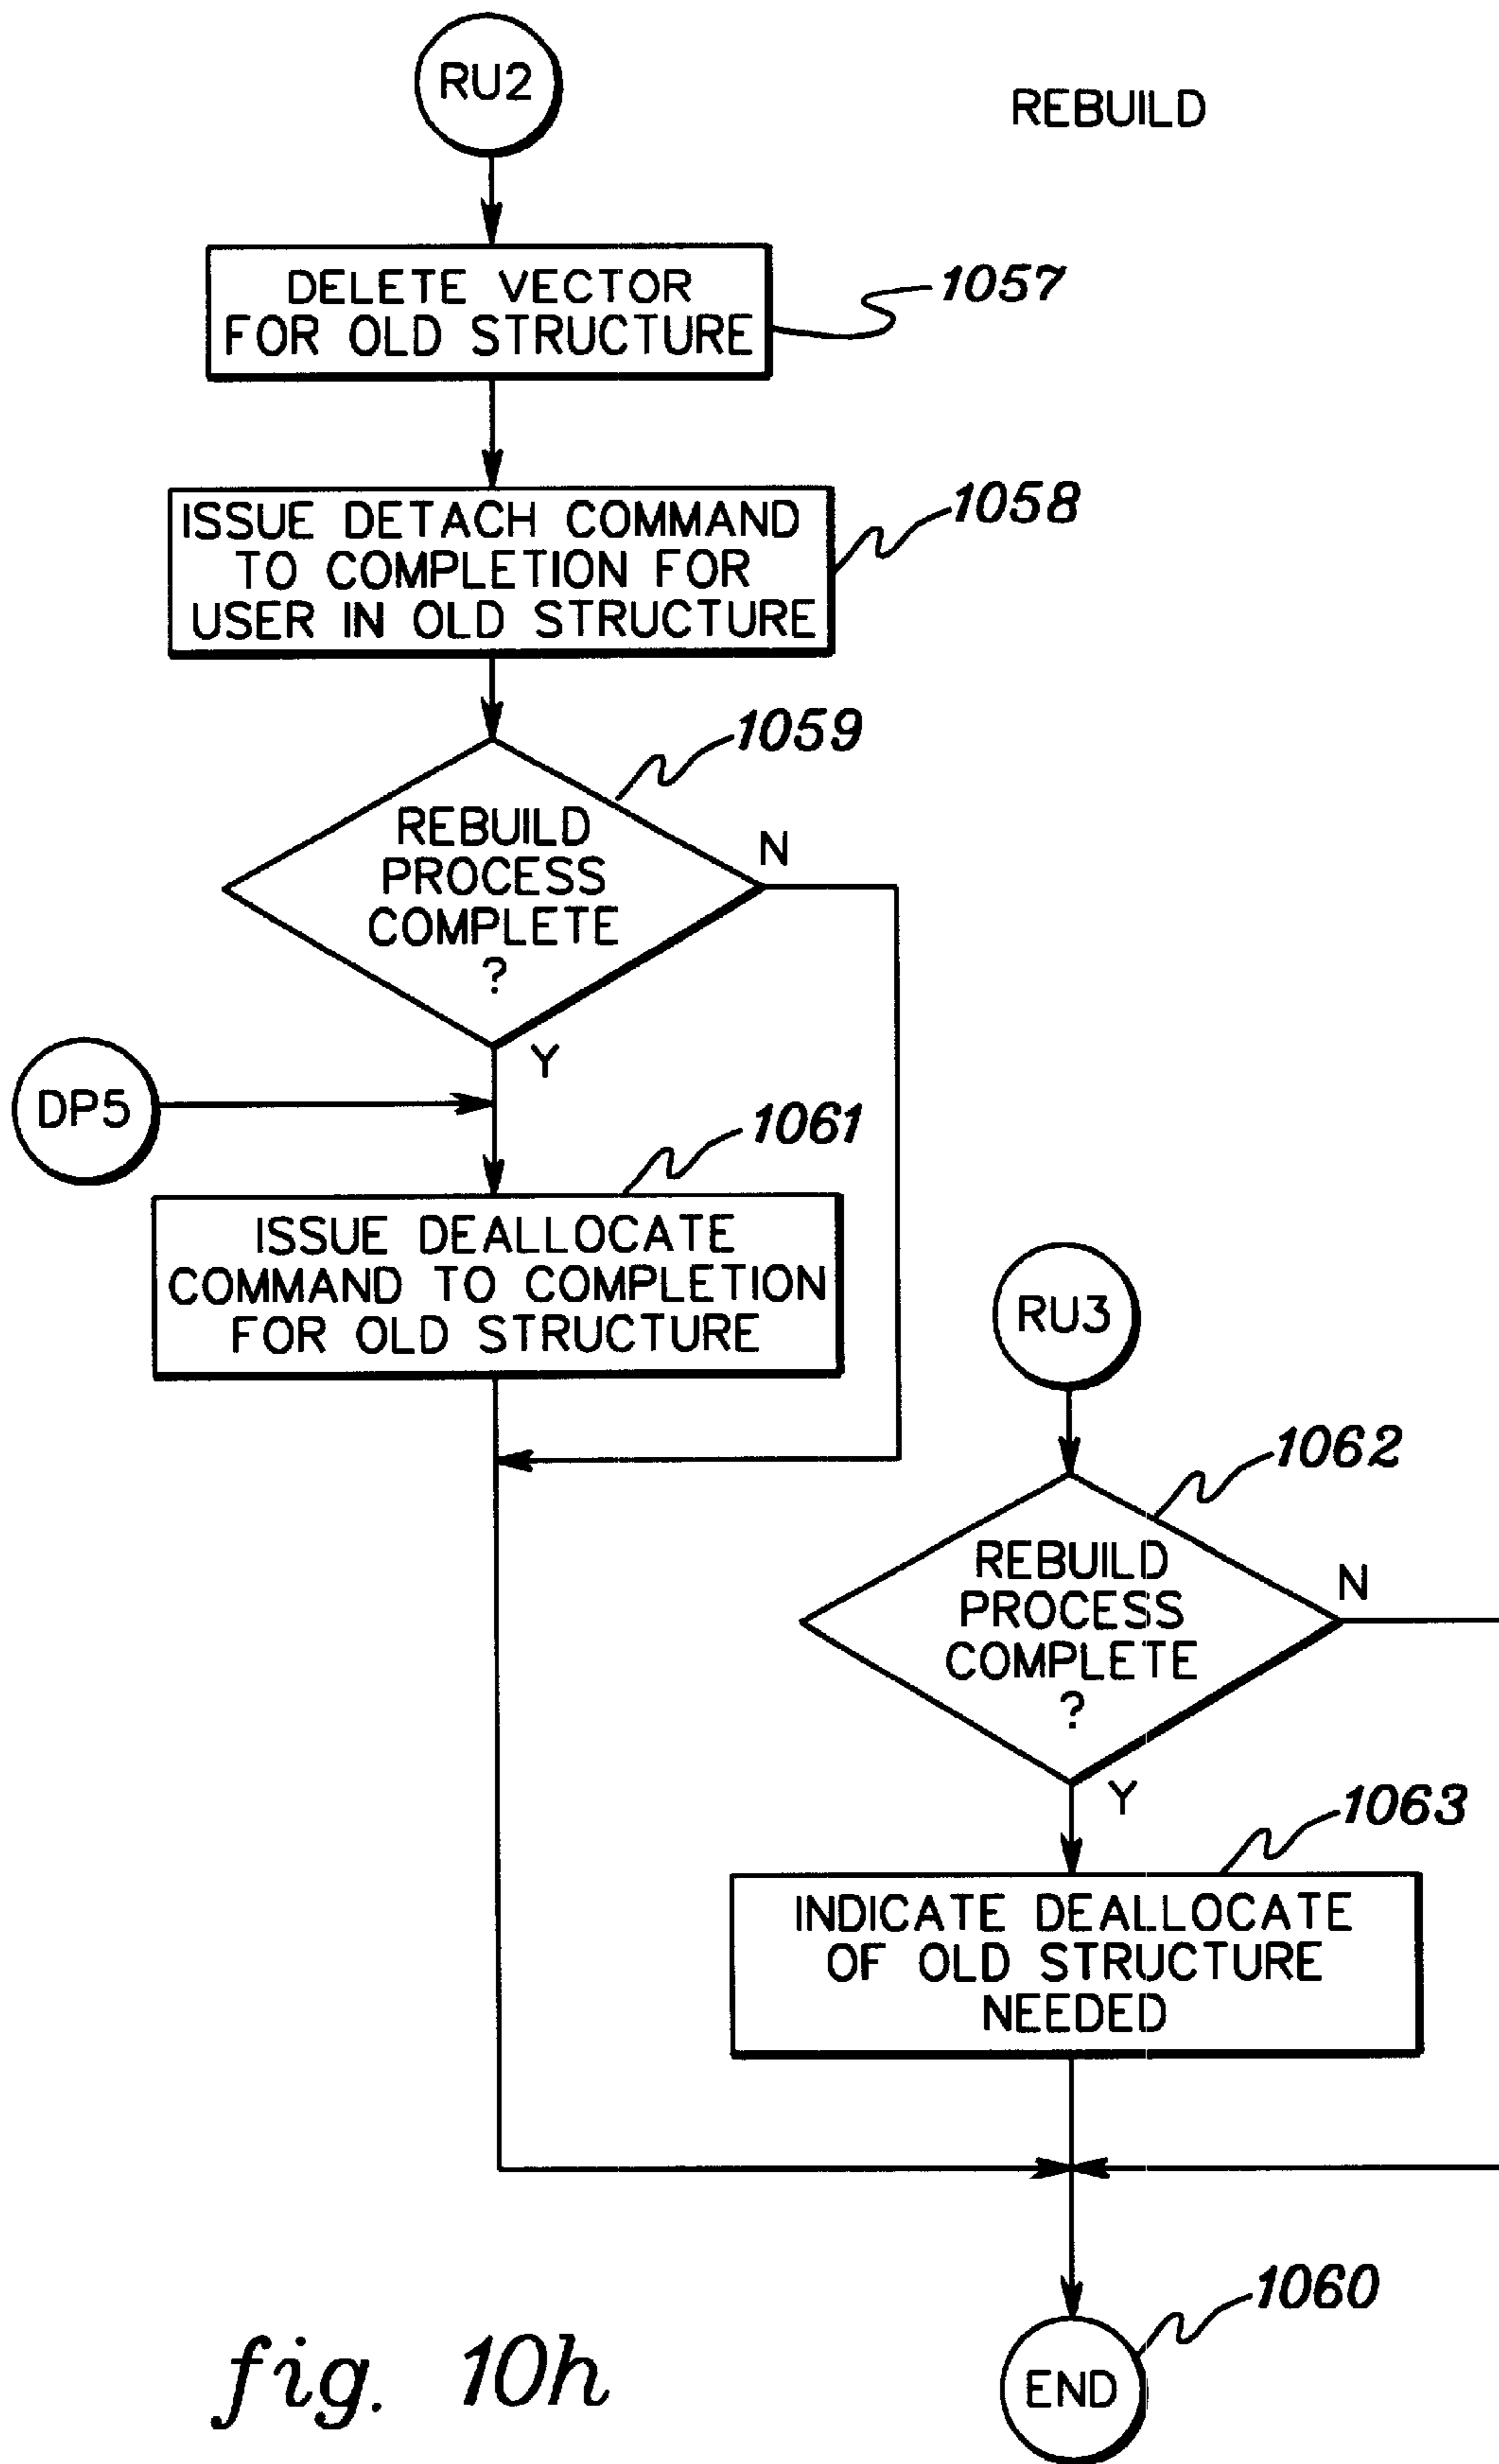 RU2
REBUILD
DELETE VECTOR
FOR OLD STRUCTURE
1057
ISSUE DETACH COMMAND
TO COMPLETION FOR
USER IN OLD STRUCTURE
1058
1059
REBUILD
PROCESS
COMPLETE
?
N
Y
DP5
1061
ISSUE DEALLOCATE
COMMAND TO COMPLETION
FOR OLD STRUCTURE
RU3
1062
REBUILD
PROCESS
COMPLETE
?
N
Y
1063
INDICATE DEALLOCATE
OF OLD STRUCTURE
NEEDED
1060
END
fig. 10h